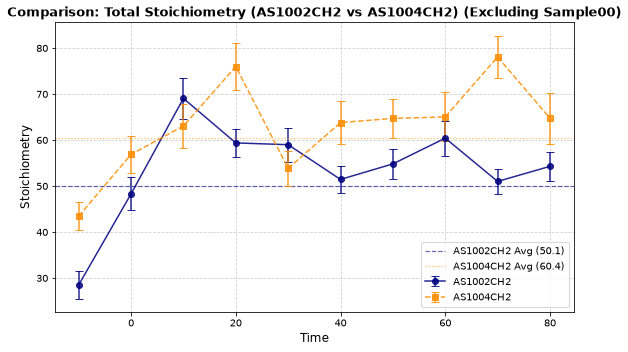 Comparison: Total Stoichiometry (AS1002CH2 vs AS1004CH2) (Excluding Sample00)
80
70
60
50
40
30
Stoichiometry
0
20
40
60
80
Time
AS1002CH2 Avg (50.1)
AS1004CH2 Avg (60.4)
AS1002CH2
AS1004CH2